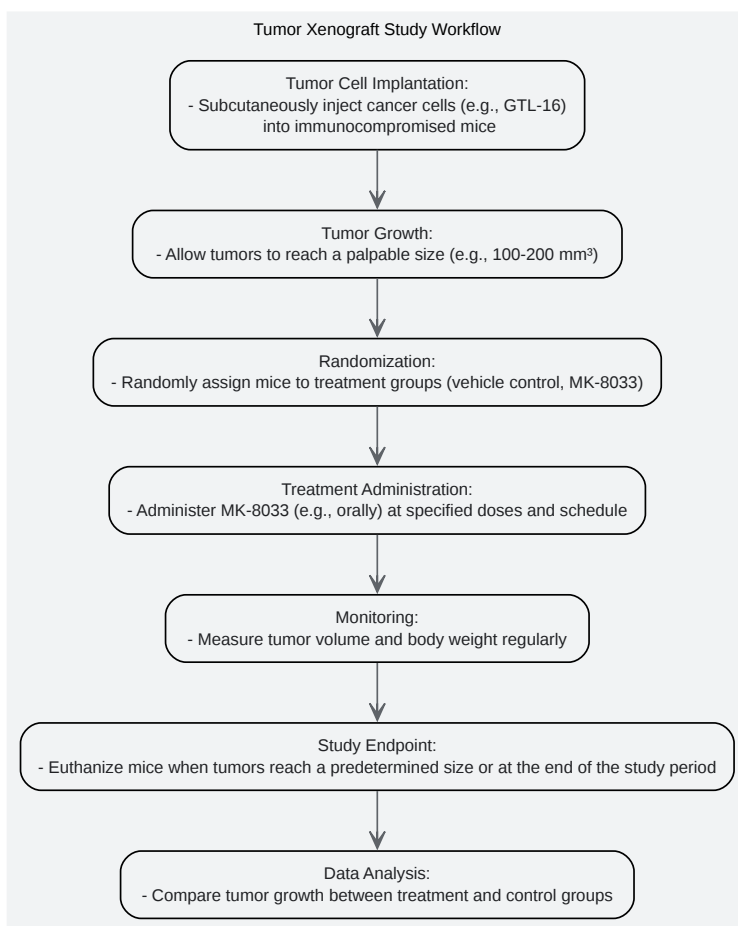 Tumor Xenograft Study Workflow
Tumor Cell Implantation:
- Subcutaneously inject cancer cells (e.g., GTL-16)
into immunocompromised mice
Tumor Growth:
- Allow tumors to reach a palpable size (e.g., 100-200 mm³)
Randomization:
- Randomly assign mice to treatment groups (vehicle control, MK-8033)
Treatment Administration:
- Administer MK-8033 (e.g., orally) at specified doses and schedule
Monitoring:
- Measure tumor volume and body weight regularly
Study Endpoint:
- Euthanize mice when tumors reach a predetermined size or at the end of the study period
Data Analysis:
- Compare tumor growth between treatment and control groups